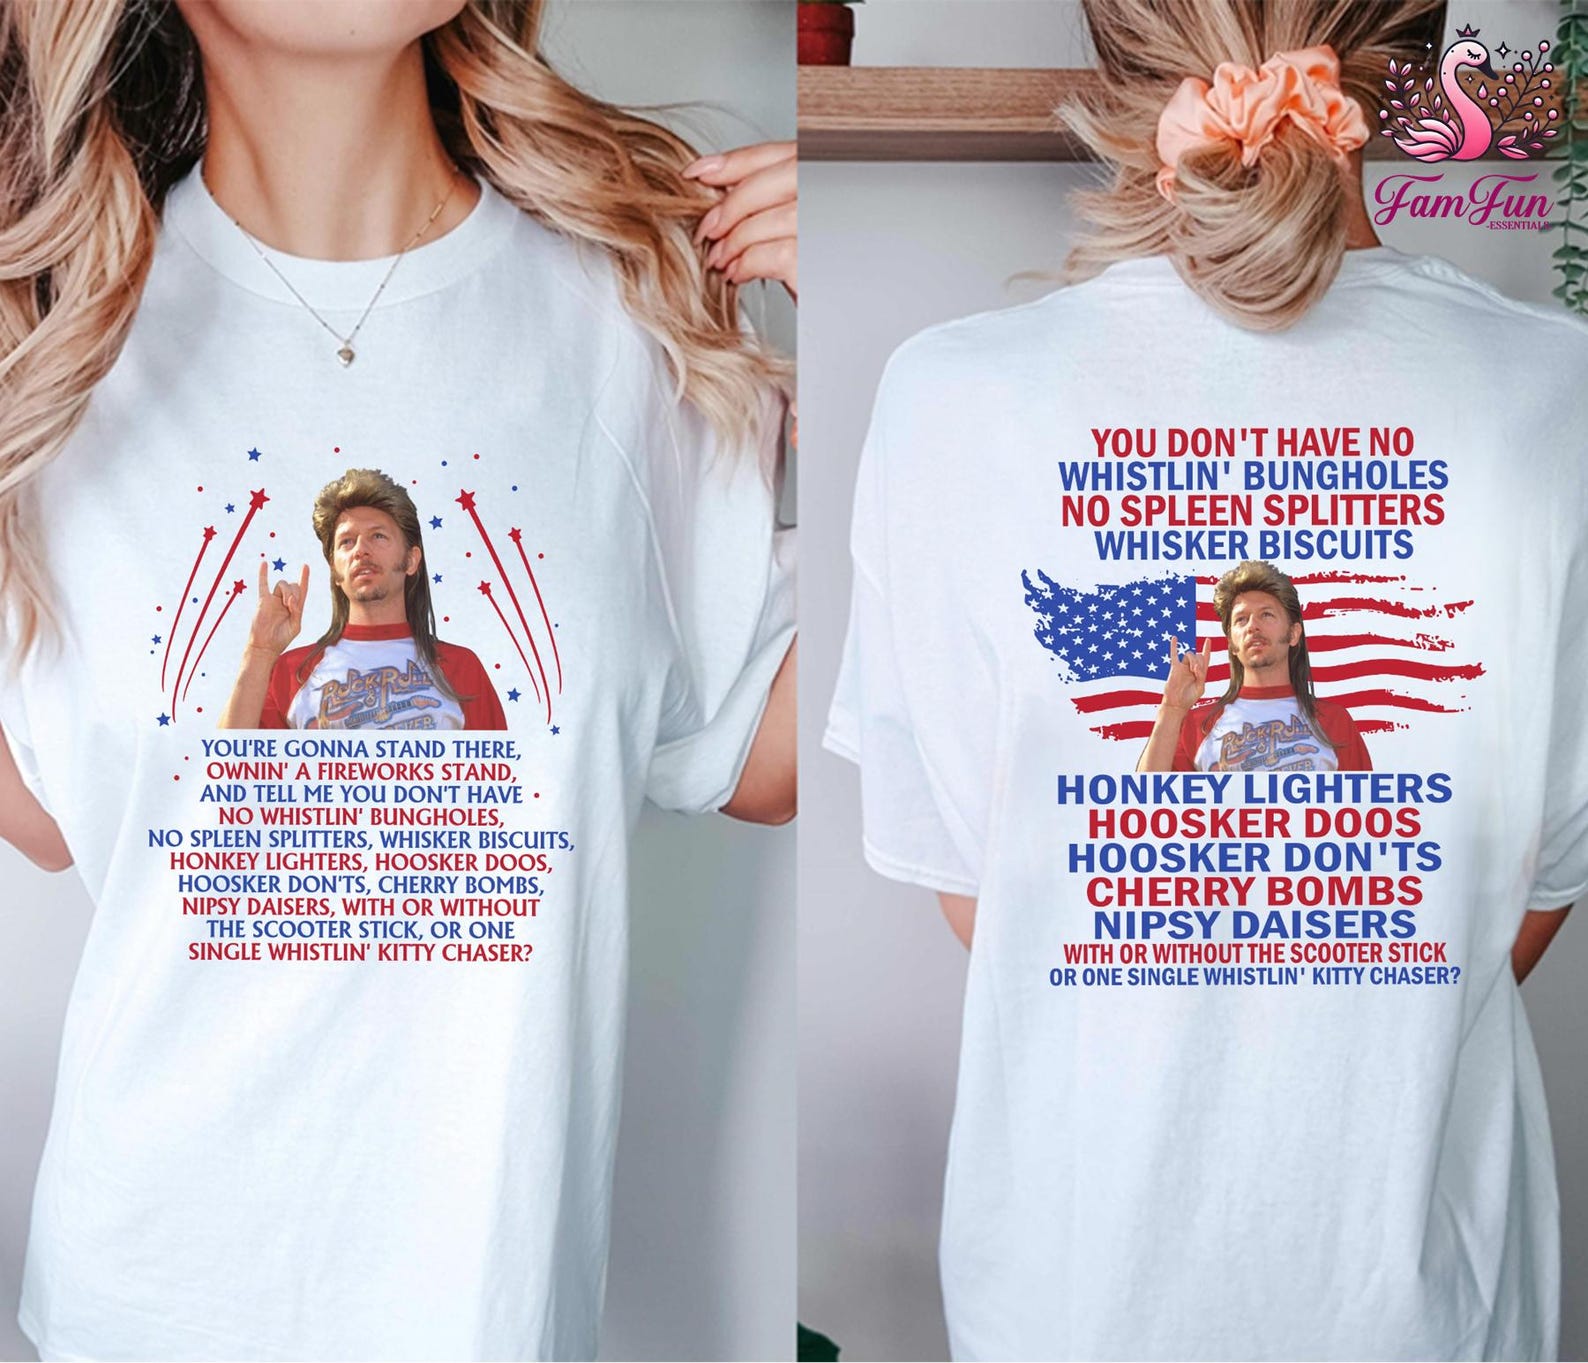 YOU'RE GONNA STAND THERE,
OWNIN' A FIREWORKS STAND,
AND TELL ME YOU DON'T HAVE
NO WHISTLIN' BUNGHOLES,
NO SPLEEN SPLITTERS, WHISKER BISCUITS,
HONKEY LIGHTERS, HOOSKER DOOS,
HOOSKER DON'TS, CHERRY BOMBS,
NIPSY DAISERS, WITH OR WITHOUT
THE SCOOTER STICK, OR ONE
SINGLE WHISTLIN' KITTY CHASER?
FamFun
-ESSENTIALS
YOU DON'T HAVE NO
WHISTLIN' BUNGHOLES
NO SPLEEN SPLITTERS
WHISKER BISCUITS
HONKEY LIGHTERS
HOOSKER DOOS
HOOSKER DON'TS
CHERRY BOMBS
NIPSY DAISERS
WITH OR WITHOUT THE SCOOTER STICK
OR ONE SINGLE WHISTLIN' KITTY CHASER?